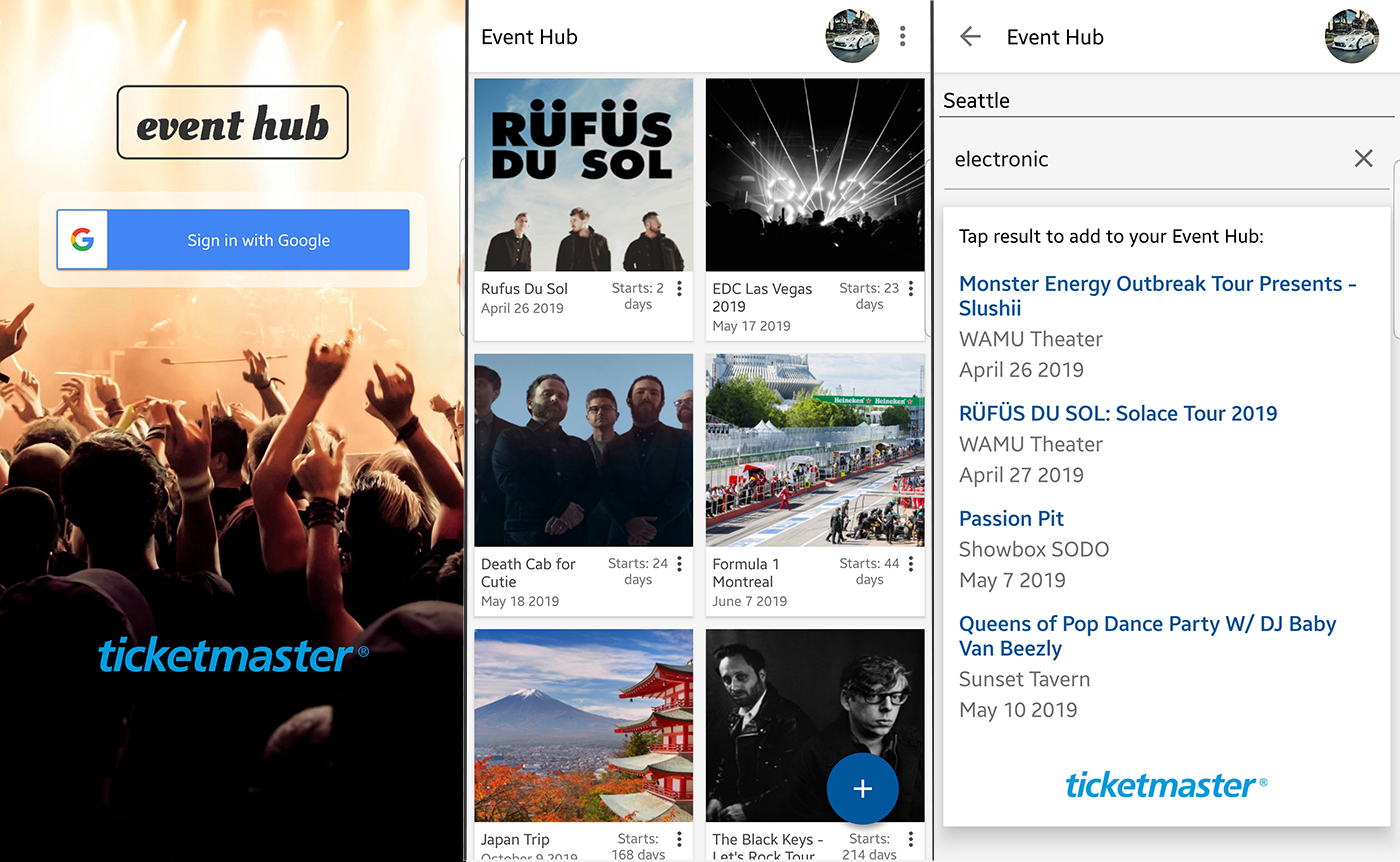 event hub
Sign in with Google
ticketmaster®
Event Hub
RÜFÜS
DU SOL
Rufus Du Sol
Starts: 2
days
April 26 2019
EDC Las Vegas
2019
Starts: 23
days
May 17 2019
Death Cab for
Cutie
Starts: 24
days
May 18 2019
Heineken ★ Heineken ★
Formula 1
Montreal
Starts: 44
days
June 7 2019
Japan Trip
Starts:
168 days
October 9 2019
The Black Keys -
Let's Rock Tour
Starts:
214 days
+
Event Hub
Seattle
electronic
Tap result to add to your Event Hub:
Monster Energy Outbreak Tour Presents -
Slushii
WAMU Theater
April 26 2019
RÜFÜS DU SOL: Solace Tour 2019
WAMU Theater
April 27 2019
Passion Pit
Showbox SODO
May 7 2019
Queens of Pop Dance Party W/ DJ Baby
Van Beezly
Sunset Tavern
May 10 2019
ticketmaster®